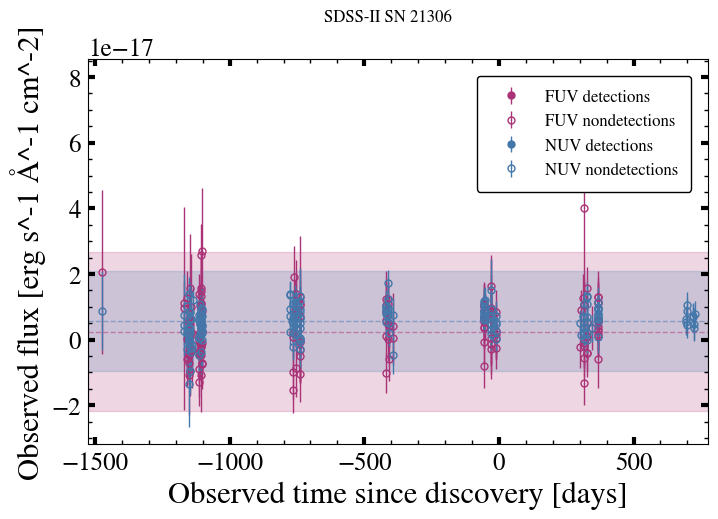 SDSS-II SN 21306
1e−17
Observed flux [erg s^-1 Å^-1 cm^-2]
8
6
4
2
0
−2
FUV detections
FUV nondetections
NUV detections
NUV nondetections
−1500 −1000 −500 0 500
Observed time since discovery [days]